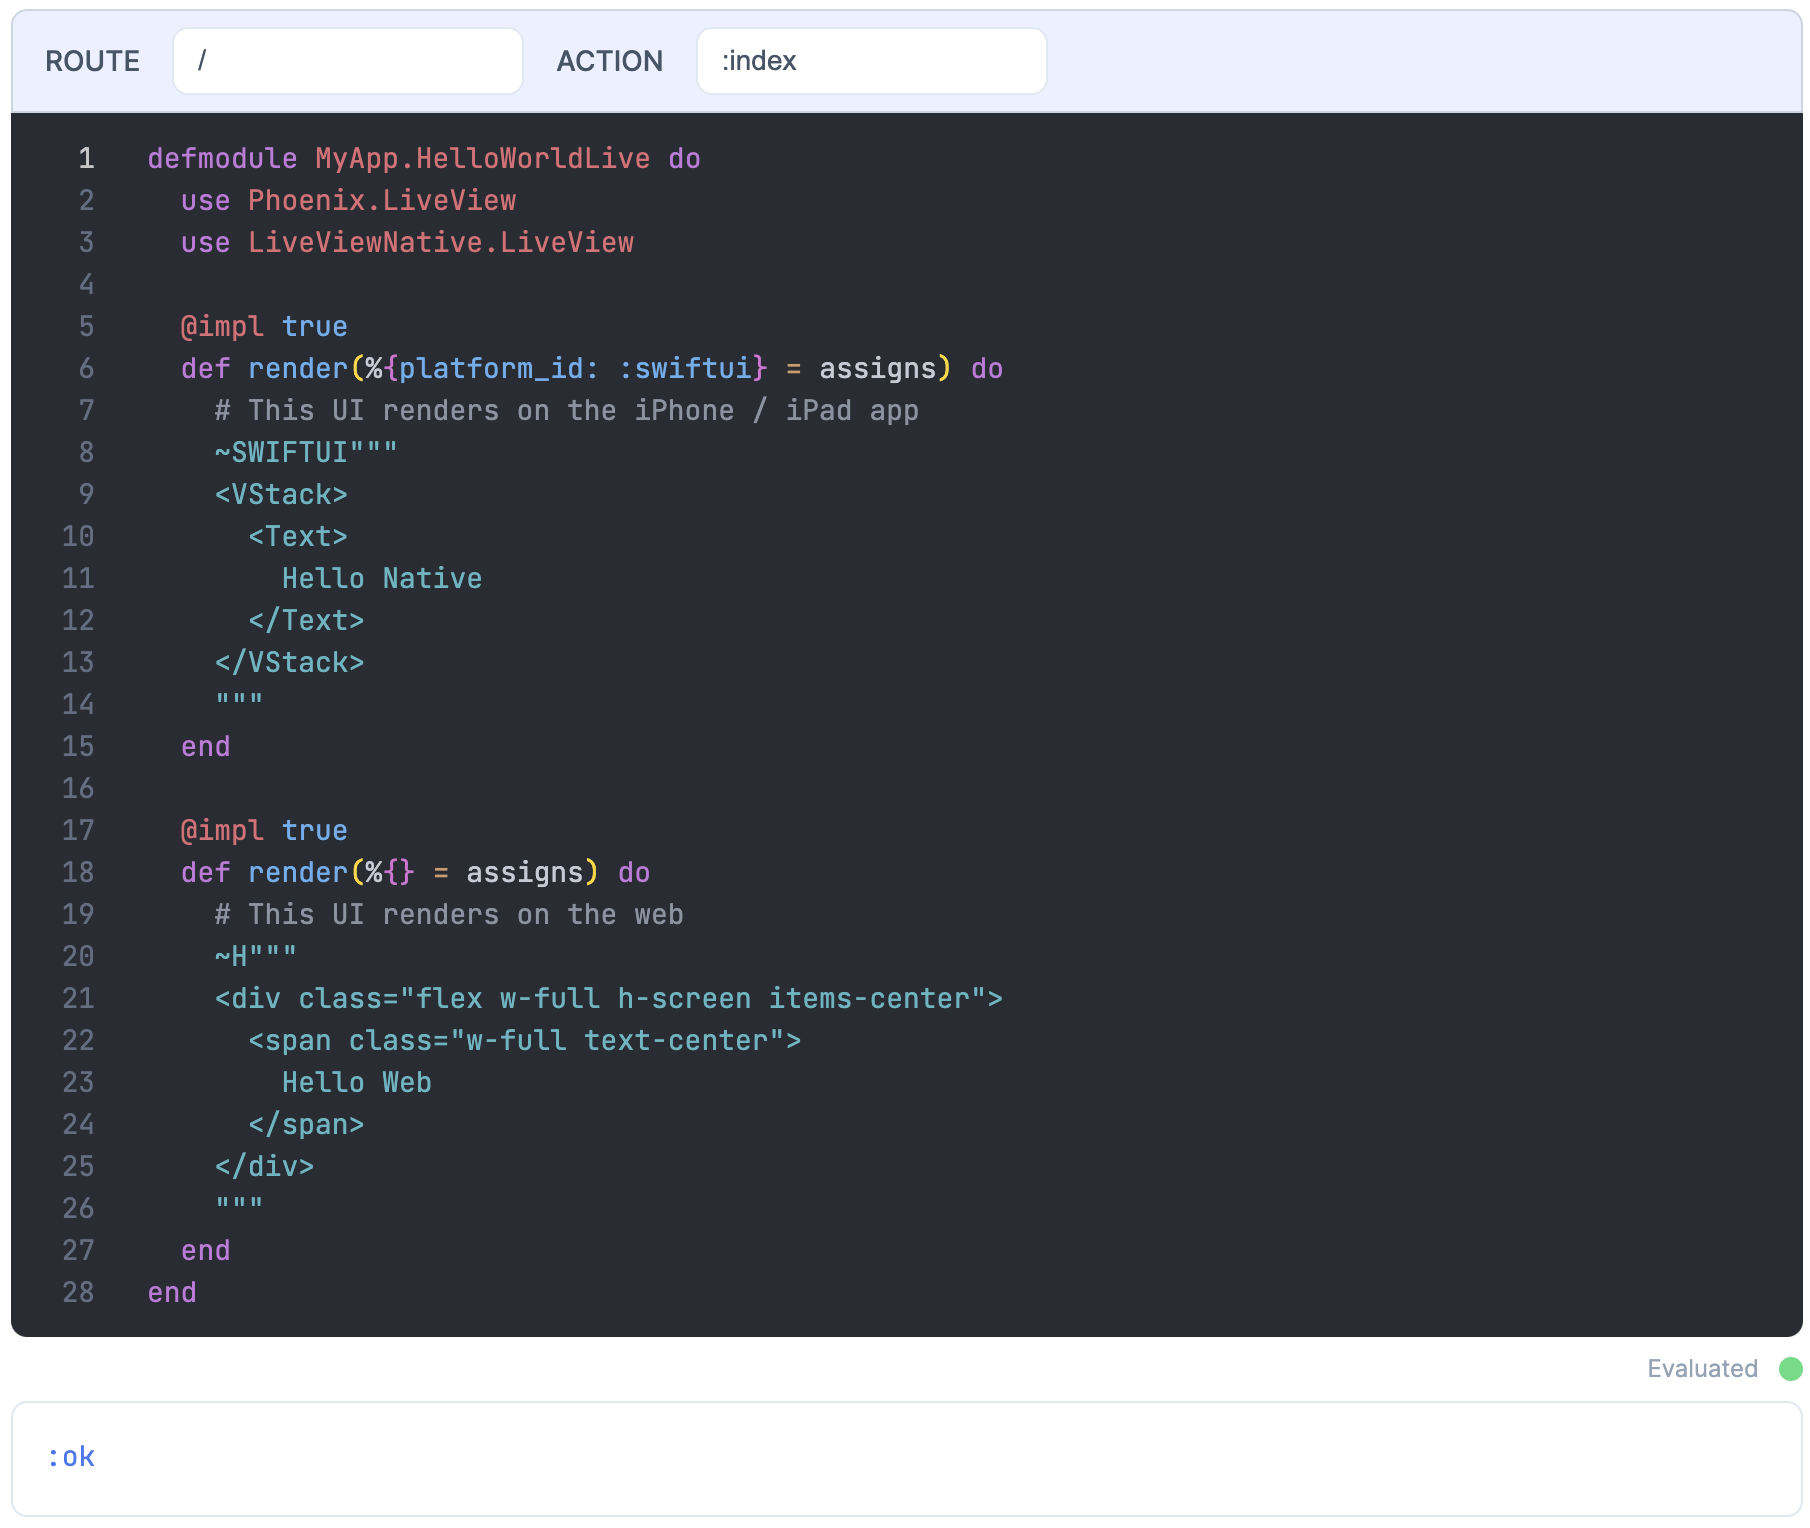 ROUTE / ACTION :index
1 defmodule MyApp.HelloWorldLive do
2   use Phoenix.LiveView
3   use LiveViewNative.LiveView
4
5   @impl true
6   def render(%{platform_id: :swiftui} = assigns) do
7     # This UI renders on the iPhone / iPad app
8     ~SWIFTUI"""
9     <VStack>
10       <Text>
11         Hello Native
12       </Text>
13     </VStack>
14     """
15   end
16
17   @impl true
18   def render(%{} = assigns) do
19     # This UI renders on the web
20     ~H"""
21     <div class="flex w-full h-screen items-center">
22       <span class="w-full text-center">
23         Hello Web
24       </span>
25     </div>
26     """
27   end
28 end
Evaluated
:ok